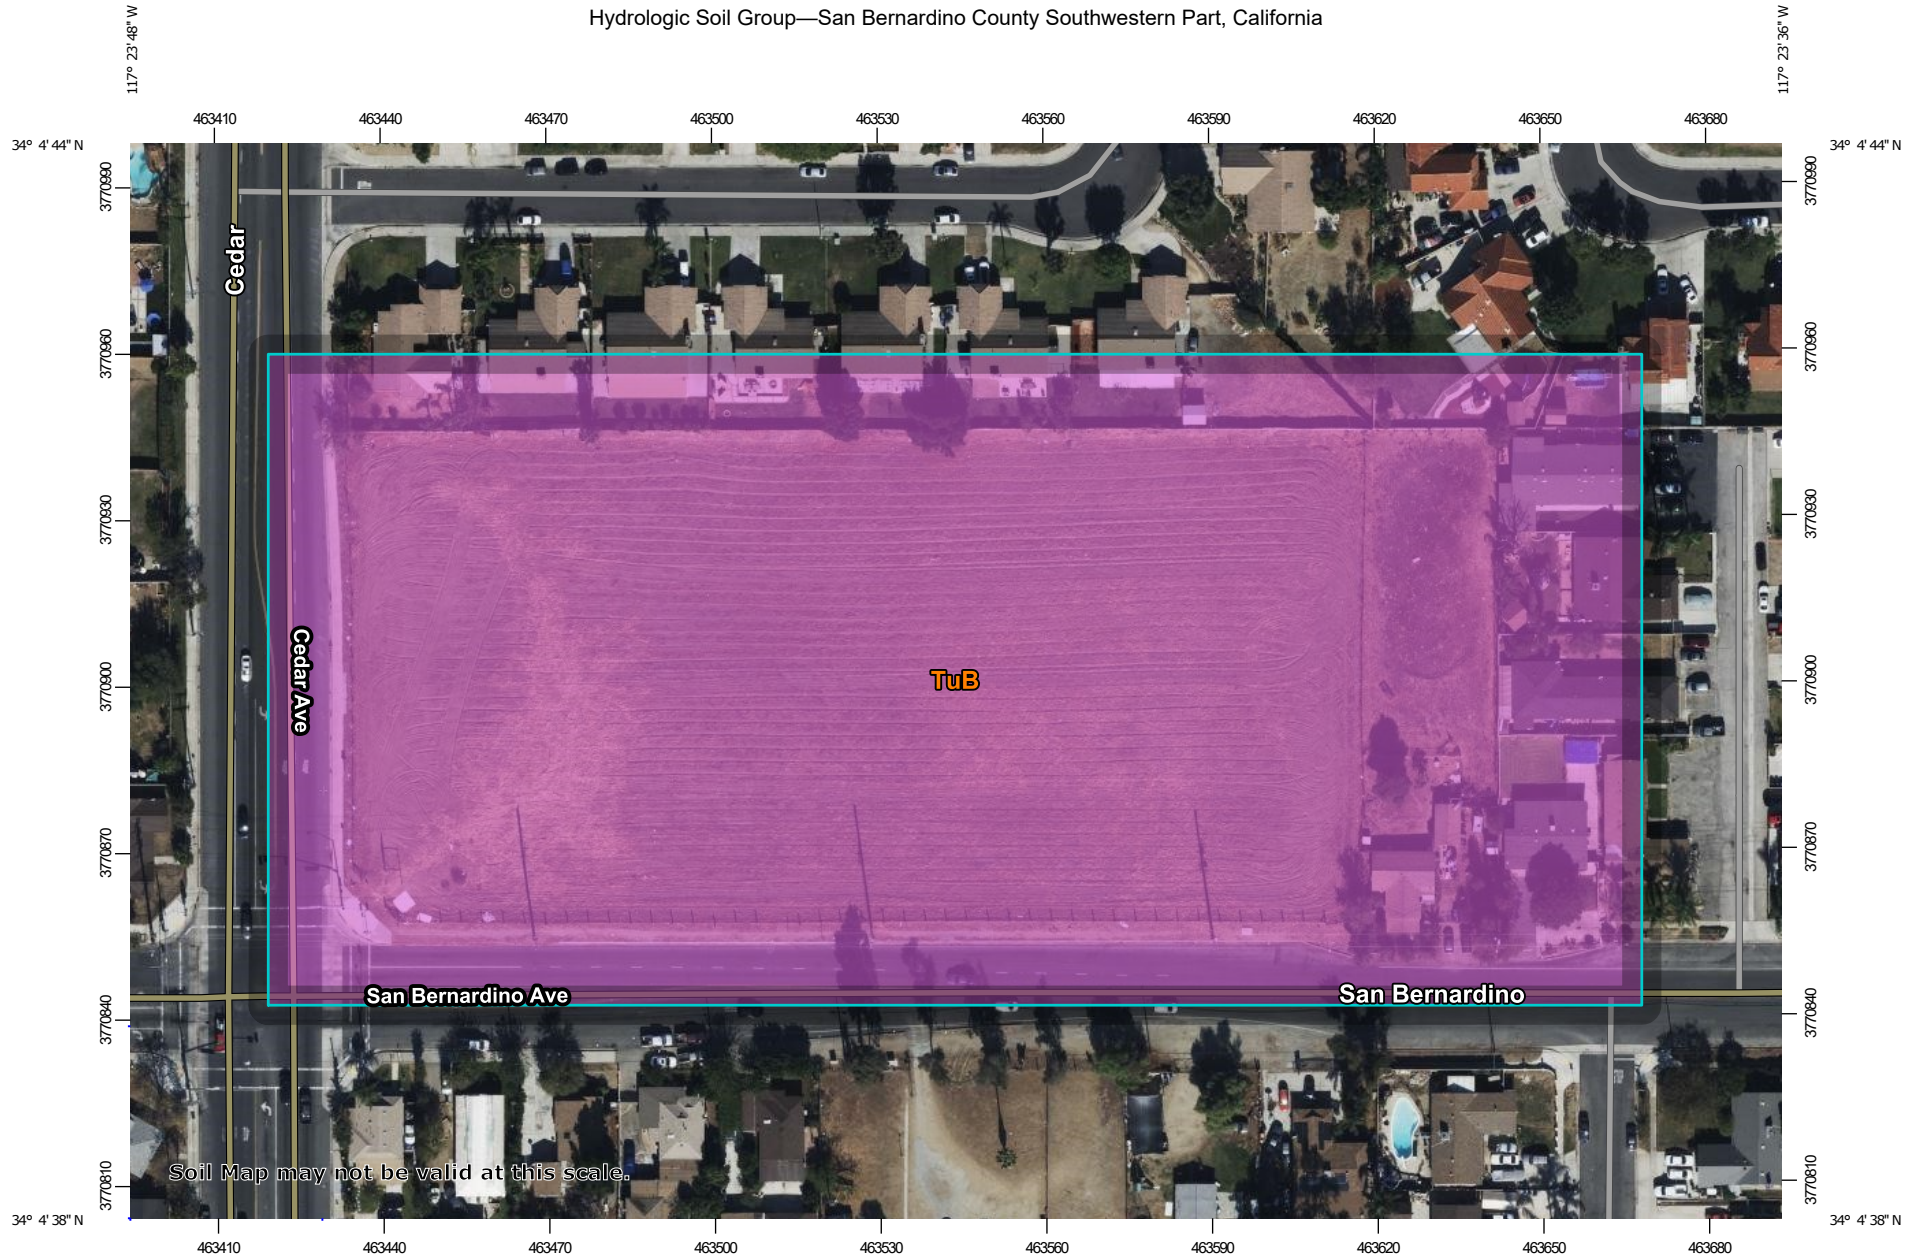 Hydrologic Soil Group—San Bernardino County Southwestern Part, California
117° 23' 48" W
117° 23' 36" W
463410 463440 463470 463500 463530 463560 463590 463620 463650 463680
34° 4' 44" N
34° 4' 44" N
3770990
3770990
Cedar
3770960
3770960
3770930
3770930
Cedar Ave
TuB
3770900
3770900
3770870
3770870
San Bernardino Ave
San Bernardino
3770840
3770840
Soil Map may not be valid at this scale.
3770810
3770810
34° 4' 38" N
34° 4' 38" N
463410 463440 463470 463500 463530 463560 463590 463620 463650 463680